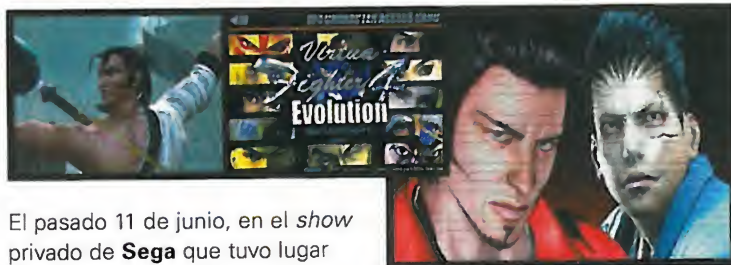 Virtua
Fighter 4
Evolution
El pasado 11 de junio, en el show
privado de Sega que tuvo lugar